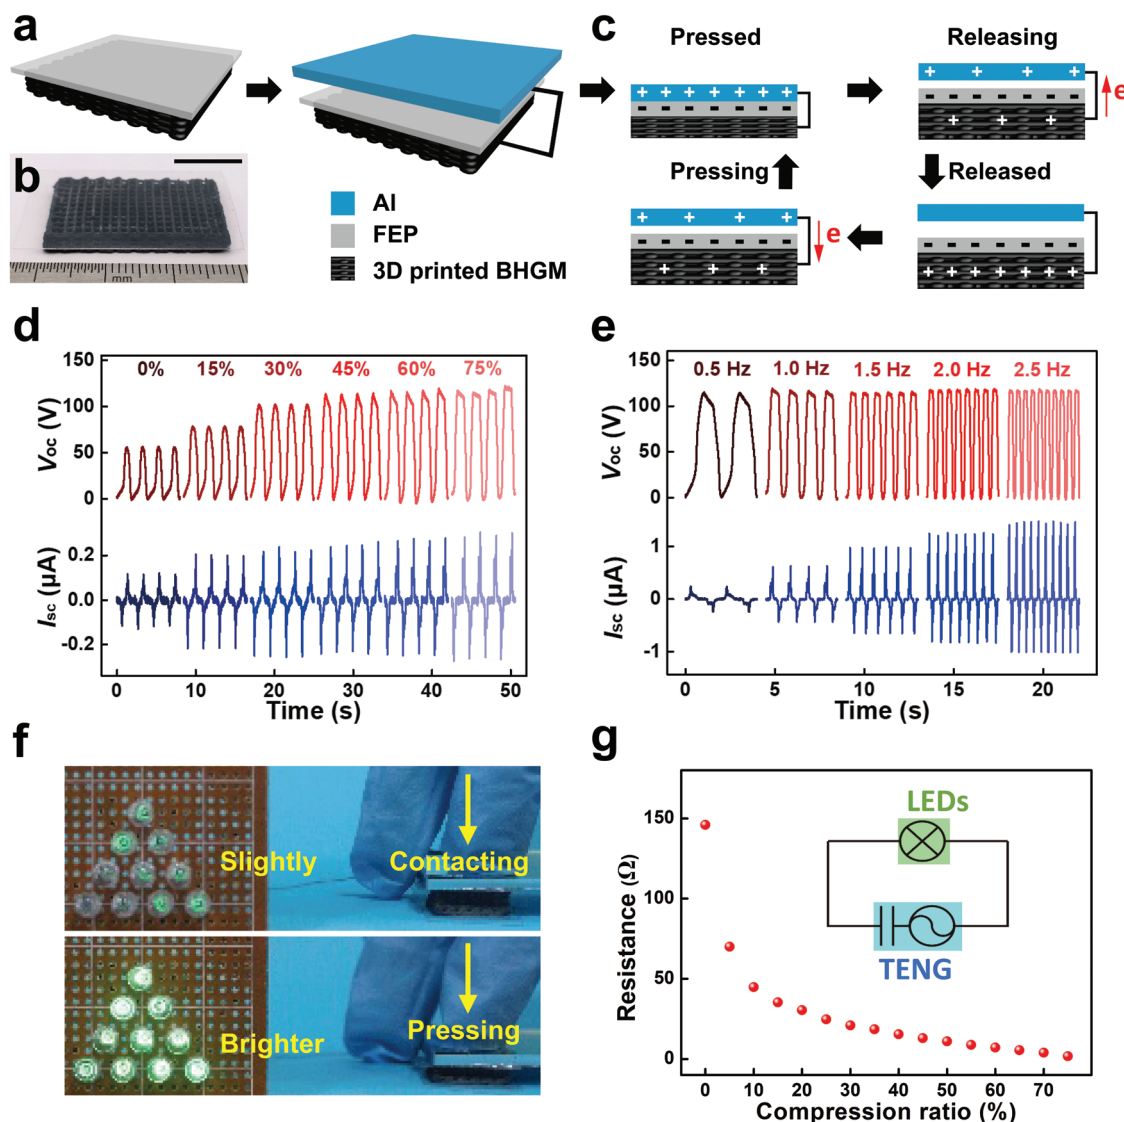 a
b
mm
Al
FEP
3D printed BHGM
c
Pressed
Releasing
+ + + + + + +
- - - - - - -
+ + + +
- - - - - - -
+ + +
e
Pressing
Released
+ + + +
- - - - - - -
+ + +
e
- - - - - - -
+ + + + + + +
d
150
100
50
0
Voc (V)
0% 15% 30% 45% 60% 75%
0.2
0.0
-0.2
Isc (µA)
0 10 20 30 40 50
Time (s)
e
150
100
50
0
Voc (V)
0.5 Hz 1.0 Hz 1.5 Hz 2.0 Hz 2.5 Hz
1
0
-1
Isc (µA)
0 5 10 15 20
Time (s)
f
Slightly
Contacting
Brighter
Pressing
g
150
100
50
0
Resistance (Ω)
LEDs
TENG
0 10 20 30 40 50 60 70
Compression ratio (%)